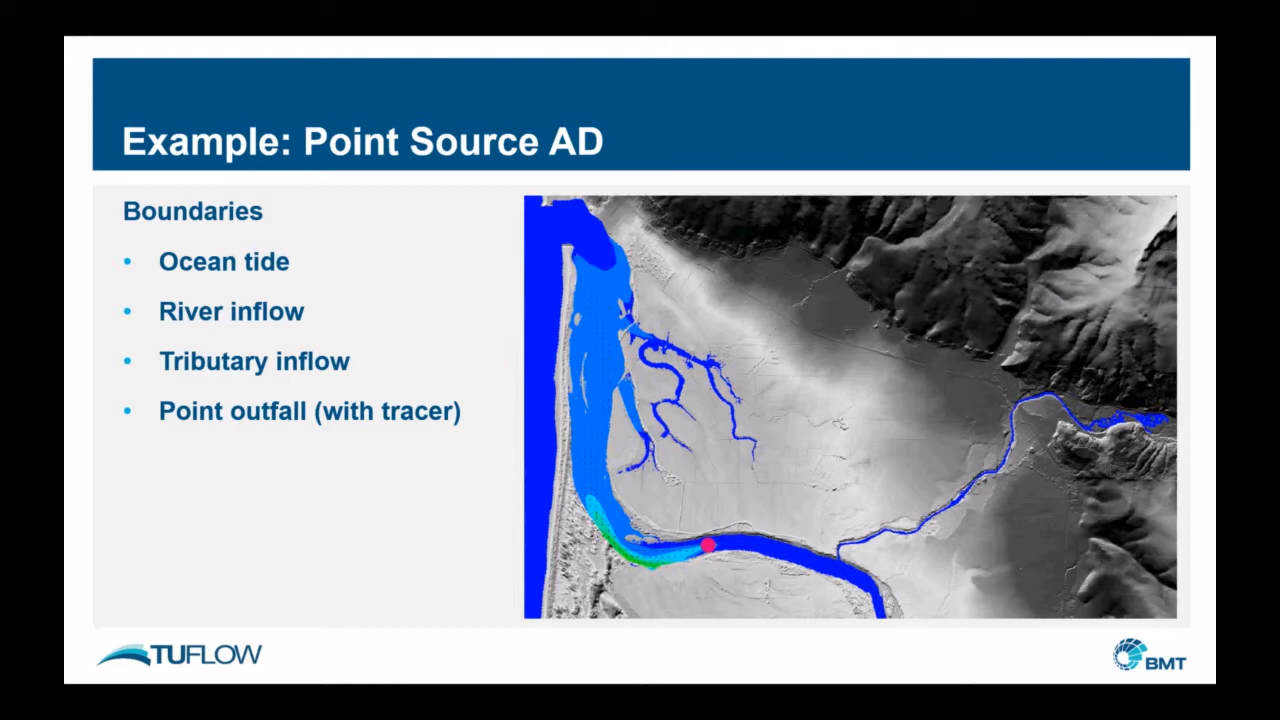 Example: Point Source AD
Boundaries
• Ocean tide
• River inflow
• Tributary inflow
• Point outfall (with tracer)
TUFLOW
BMT